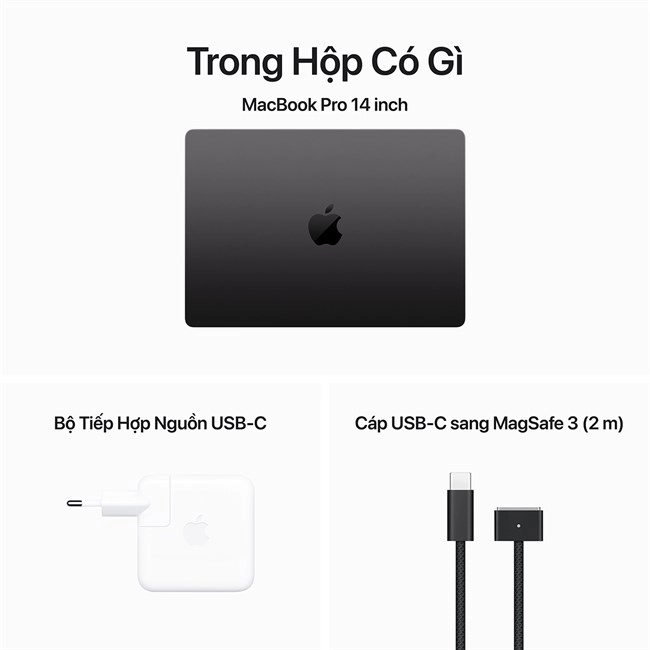 Trong Hộp Có Gì
MacBook Pro 14 inch
Bộ Tiếp Hợp Nguồn USB-C
Cáp USB-C sang MagSafe 3 (2 m)